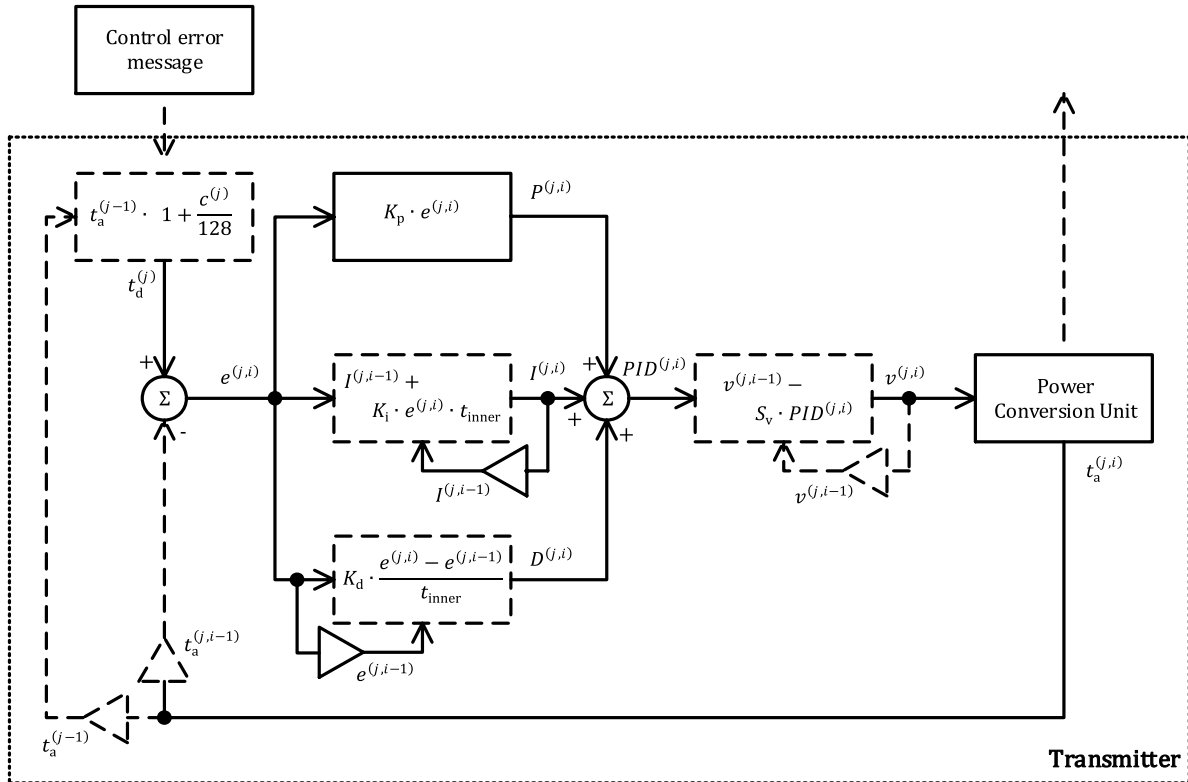 Control error
message
t_a^{(j−1)} · 1 + c^{(j)}/128
t_d^{(j)}
+
Σ
-
e^{(j,i)}
K_p · e^{(j,i)}
P^{(j,i)}
I^{(j,i−1)} +
K_i · e^{(j,i)} · t_inner
I^{(j,i)}
I^{(j,i−1)}
K_d · (e^{(j,i)} − e^{(j,i−1)})/t_inner
D^{(j,i)}
e^{(j,i−1)}
+
+
+
Σ
PID^{(j,i)}
v^{(j,i−1)} −
S_v · PID^{(j,i)}
v^{(j,i)}
v^{(j,i−1)}
Power
Conversion Unit
t_a^{(j,i)}
t_a^{(j,i−1)}
t_a^{(j−1)}
Transmitter